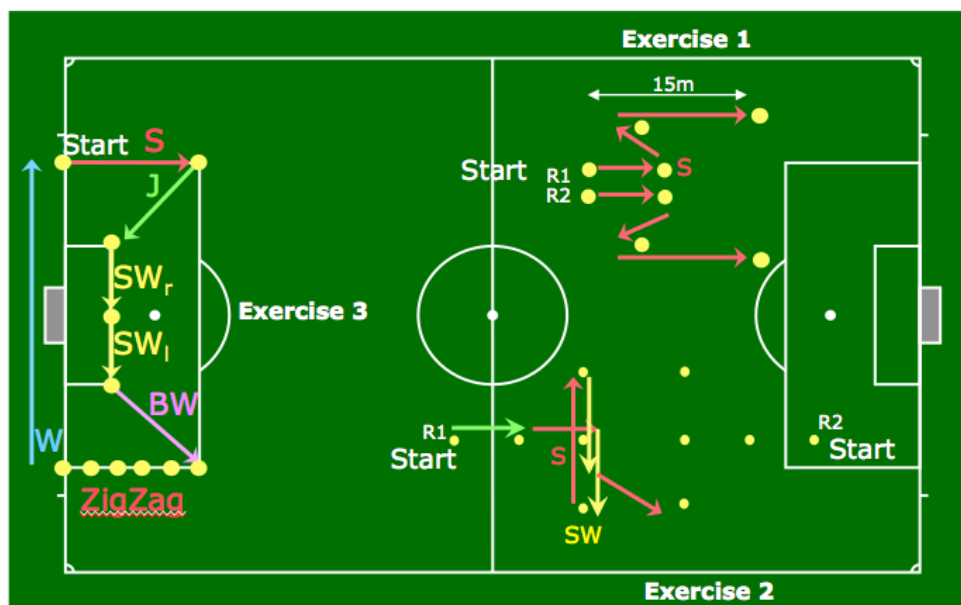 Exercise 1
15m
Start
S
Start
R1
S
R2
J
SWr
Exercise 3
SWl
BW
W
R1
Start
S
R2
Start
ZigZag
SW
Exercise 2